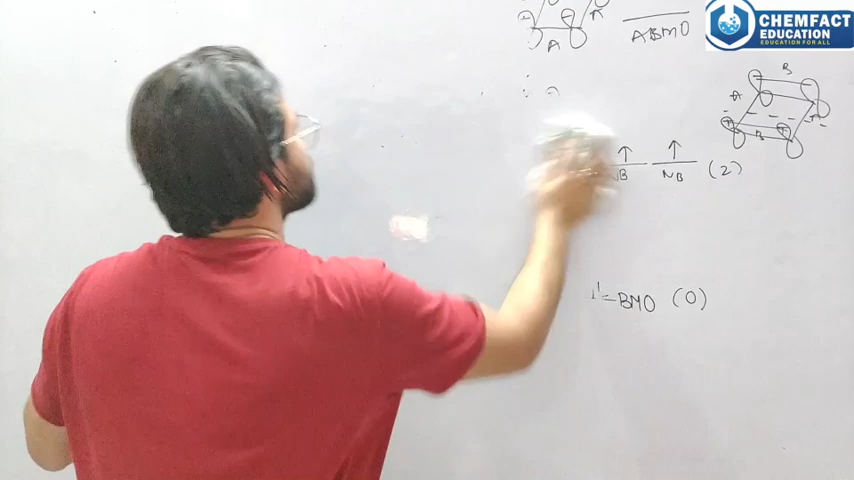 CHEMFACT
EDUCATION
EDUCATION FOR ALL
A
ABMO
B
A
A
B
NB
NB (2)
BMO (0)